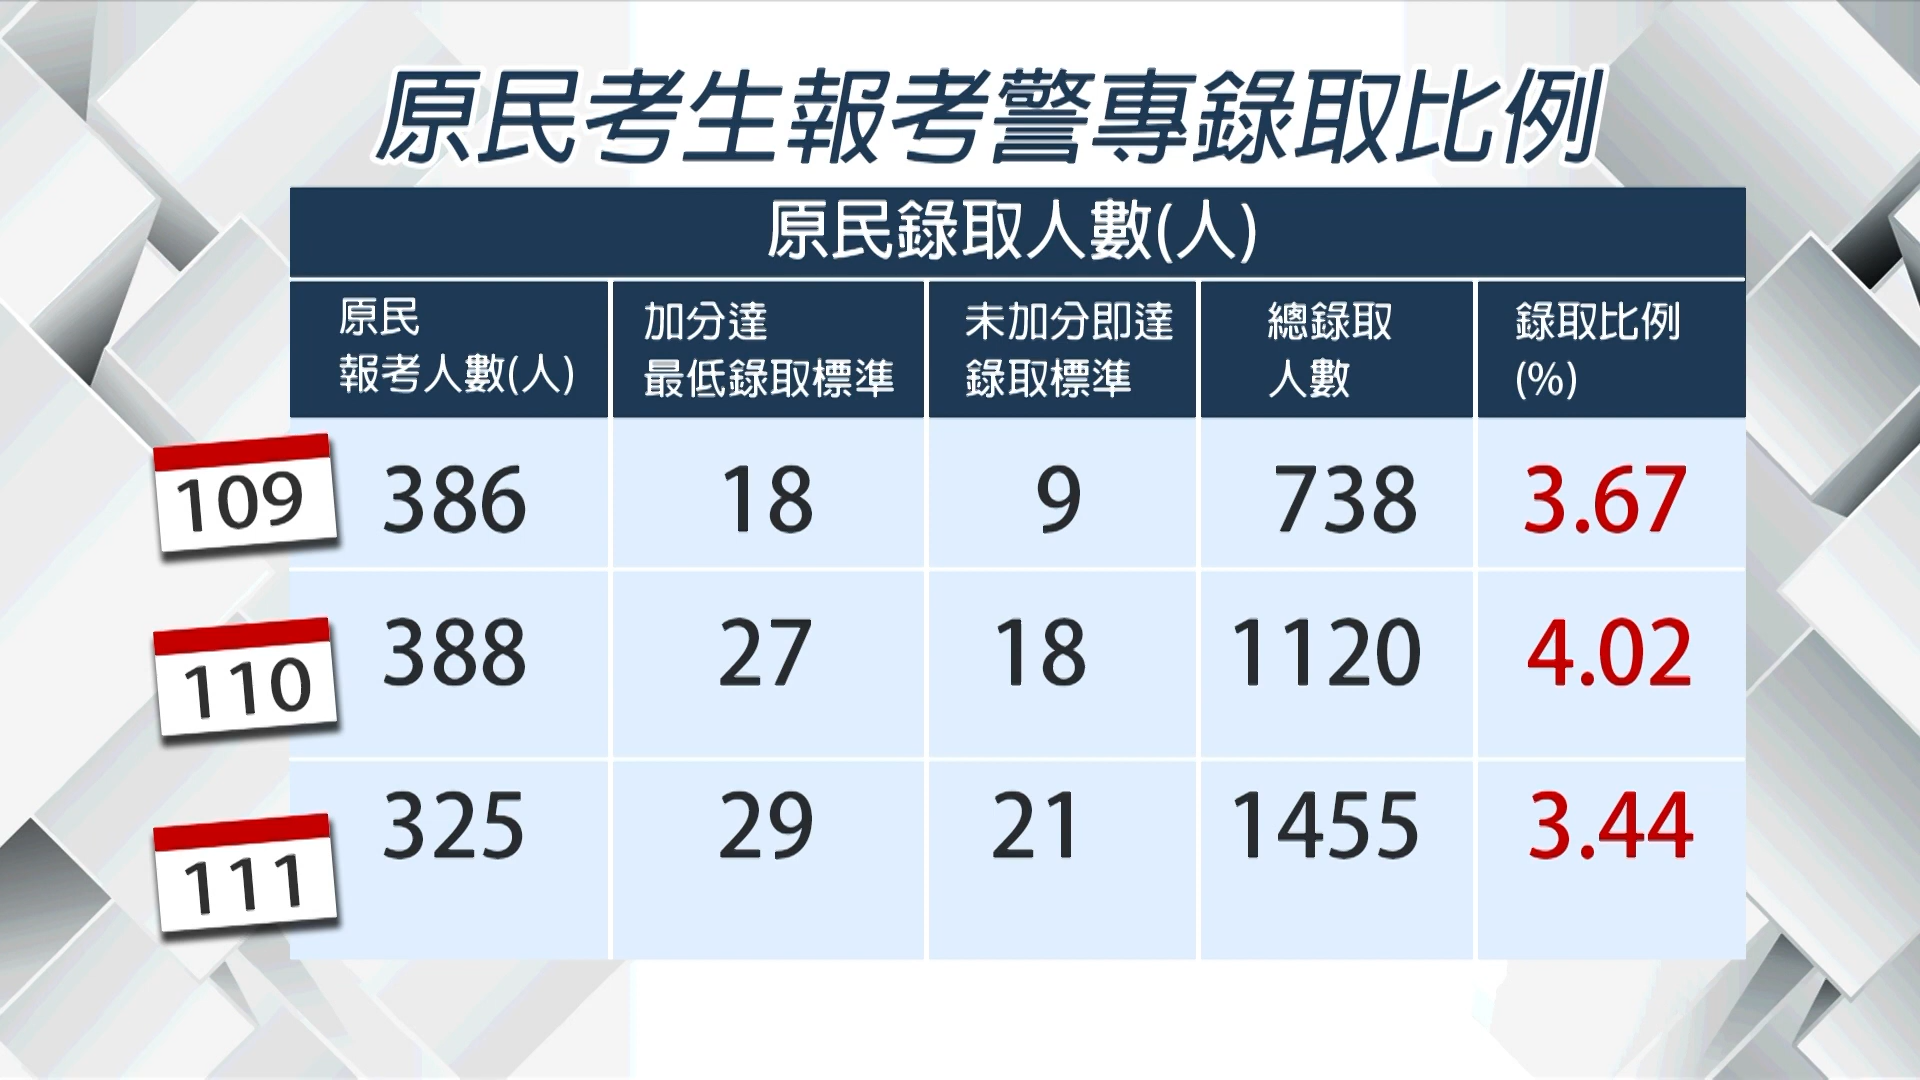 原民考生報考警專錄取比例
原民錄取人數(人)
原民
報考人數(人)
加分達
最低錄取標準
未加分即達
錄取標準
總錄取
人數
錄取比例
(%)
109 386 18 9 738 3.67
110 388 27 18 1120 4.02
111 325 29 21 1455 3.44